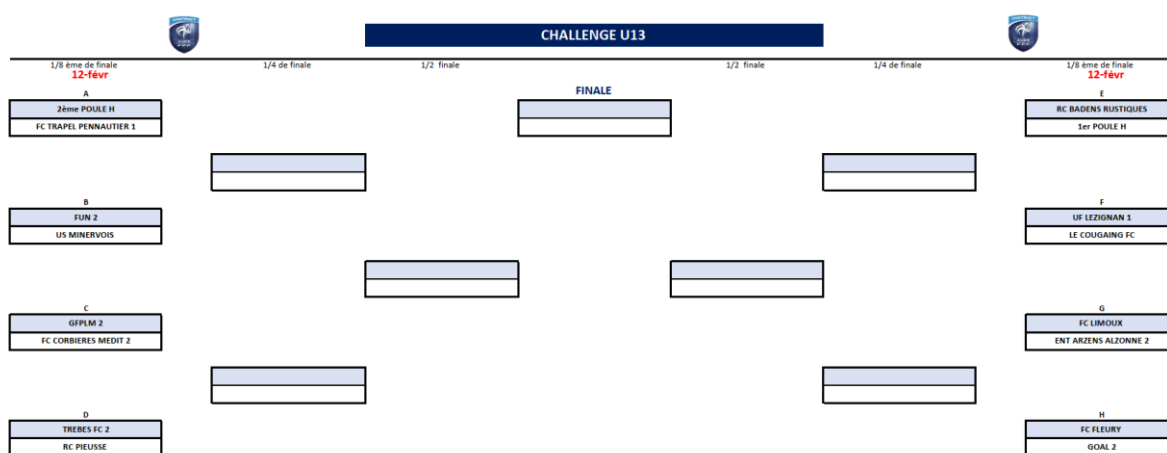 CHALLENGE U13
1/8 ème de finale
1/4 de finale
1/2 finale
1/2 finale
1/4 de finale
1/8 ème de finale
12-févr
12-févr
FINALE
A
2ème POULE H
FC TRAPEL PENNAUTIER 1
E
RC BADENS RUSTIQUES
1er POULE H
B
FUN 2
US MINERVOIS
F
UF LEZIGNAN 1
LE COUGAING FC
C
GFPLM 2
FC CORBIERES MEDIT 2
G
FC LIMOUX
ENT ARZENS ALZONNE 2
D
TREBES FC 2
RC PIEUSSE
H
FC FLEURY
GOAL 2